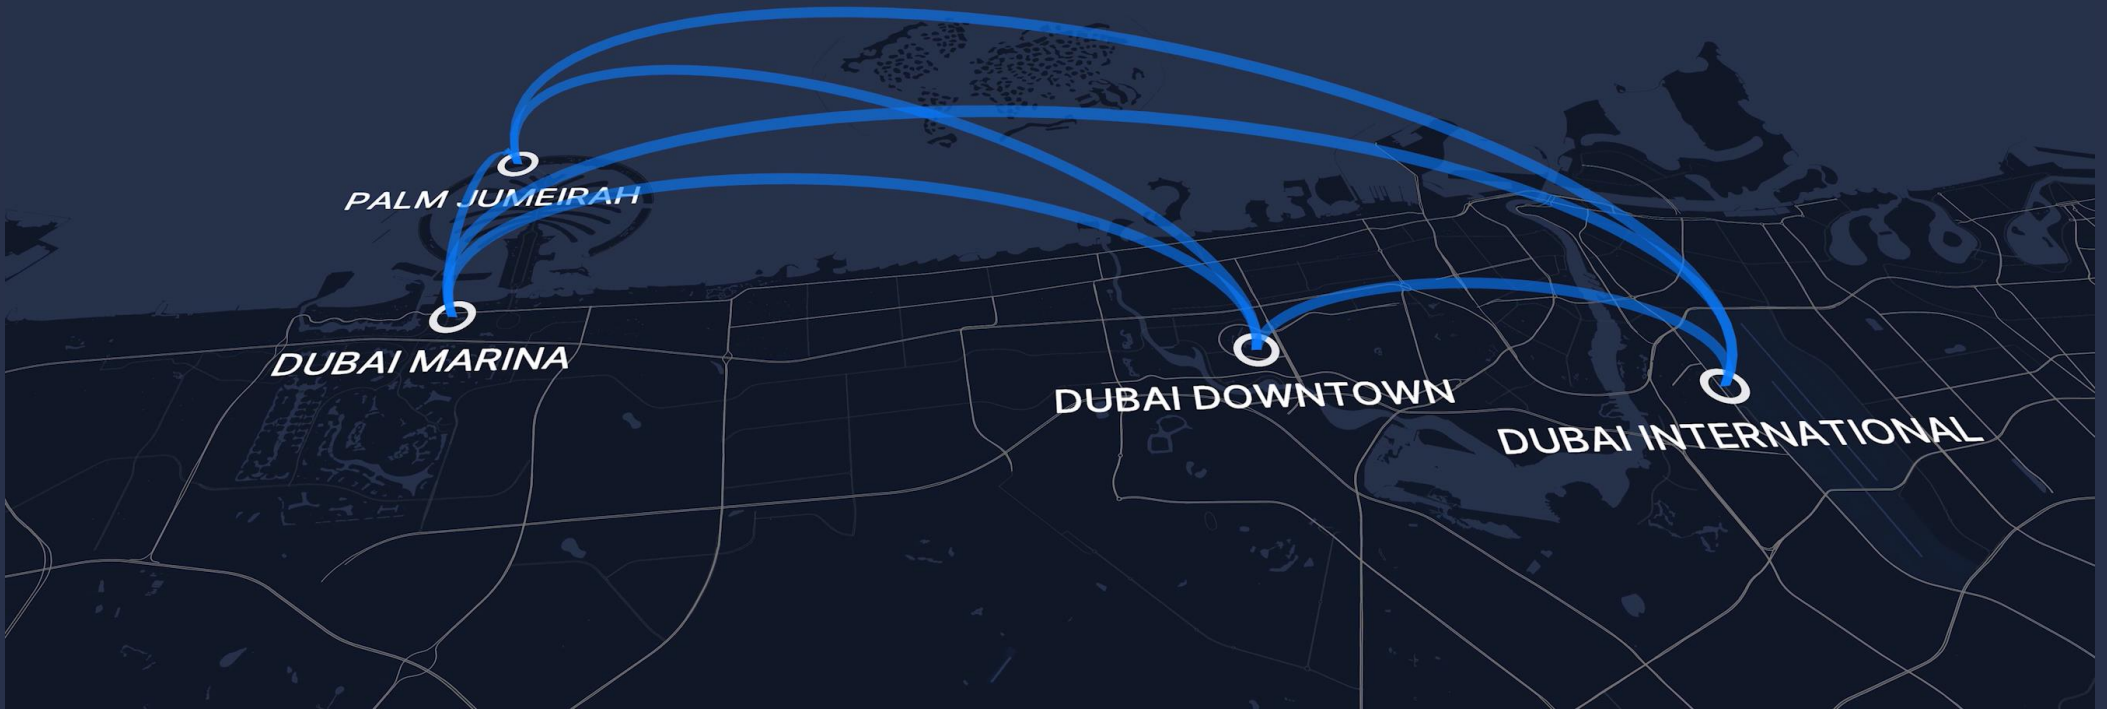 PALM JUMEIRAH
DUBAI MARINA
DUBAI DOWNTOWN
DUBAI INTERNATIONAL